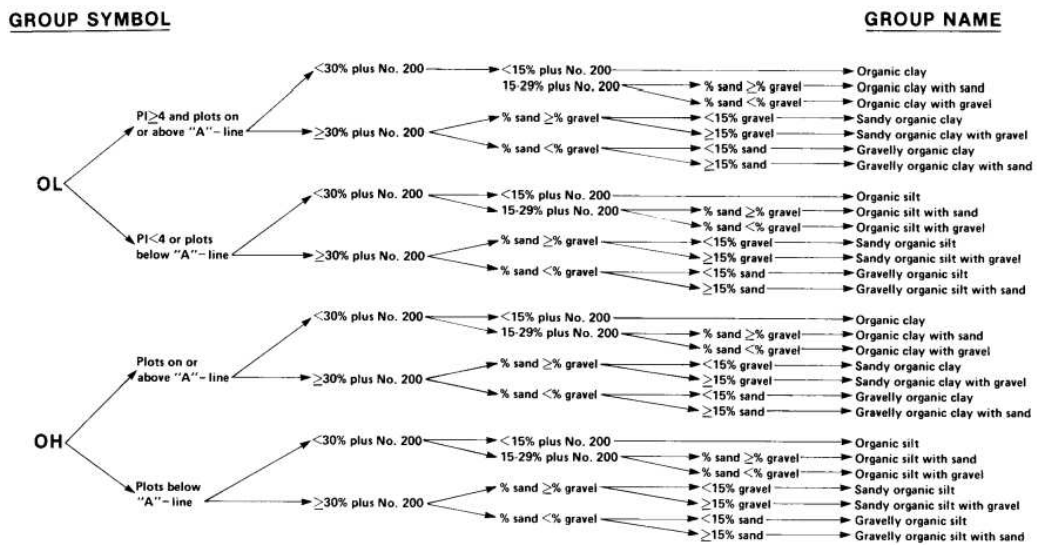 GROUP SYMBOL GROUP NAME
<30% plus No. 200 <15% plus No. 200 Organic clay
15-29% plus No. 200 % sand ≥% gravel Organic clay with sand
% sand <% gravel Organic clay with gravel
PI≥4 and plots on
or above "A"-line
≥30% plus No. 200 % sand ≥% gravel <15% gravel Sandy organic clay
≥15% gravel Sandy organic clay with gravel
% sand <% gravel <15% sand Gravelly organic clay
≥15% sand Gravelly organic clay with sand
OL
<30% plus No. 200 <15% plus No. 200 Organic silt
15-29% plus No. 200 % sand ≥% gravel Organic silt with sand
% sand <% gravel Organic silt with gravel
PI<4 or plots
below "A"-line
≥30% plus No. 200 % sand ≥% gravel <15% gravel Sandy organic silt
≥15% gravel Sandy organic silt with gravel
% sand <% gravel <15% sand Gravelly organic silt
≥15% sand Gravelly organic silt with sand
<30% plus No. 200 <15% plus No. 200 Organic clay
15-29% plus No. 200 % sand ≥% gravel Organic clay with sand
% sand <% gravel Organic clay with gravel
Plots on or
above "A"-line
≥30% plus No. 200 % sand ≥% gravel <15% gravel Sandy organic clay
≥15% gravel Sandy organic clay with gravel
% sand <% gravel <15% sand Gravelly organic clay
≥15% sand Gravelly organic clay with sand
OH
<30% plus No. 200 <15% plus No. 200 Organic silt
15-29% plus No. 200 % sand ≥% gravel Organic silt with sand
% sand <% gravel Organic silt with gravel
Plots below
"A"-line
≥30% plus No. 200 % sand ≥% gravel <15% gravel Sandy organic silt
≥15% gravel Sandy organic silt with gravel
% sand <% gravel <15% sand Gravelly organic silt
≥15% sand Gravelly organic silt with sand